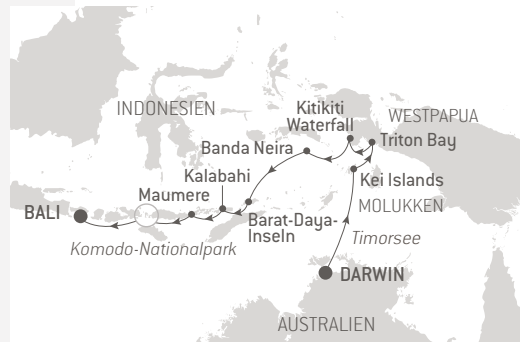 INDONESIEN
Kitikiti
Waterfall
WESTPAPUA
Triton Bay
Banda Neira
Kalabahi
Kei Islands
Maumere
MOLUKKEN
BALI
Barat-Daya-
Inseln
Timorsee
Komodo-Nationalpark
DARWIN
AUSTRALIEN